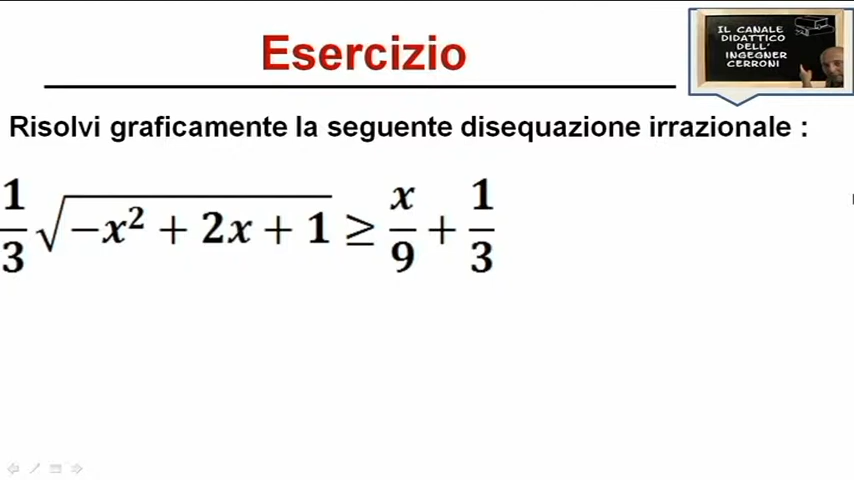 Esercizio
IL CANALE
DIDATTICO
DELL'
INGEGNER
CERRONI
Risolvi graficamente la seguente disequazione irrazionale :
1/3 √(-x² + 2x + 1) ≥ x/9 + 1/3